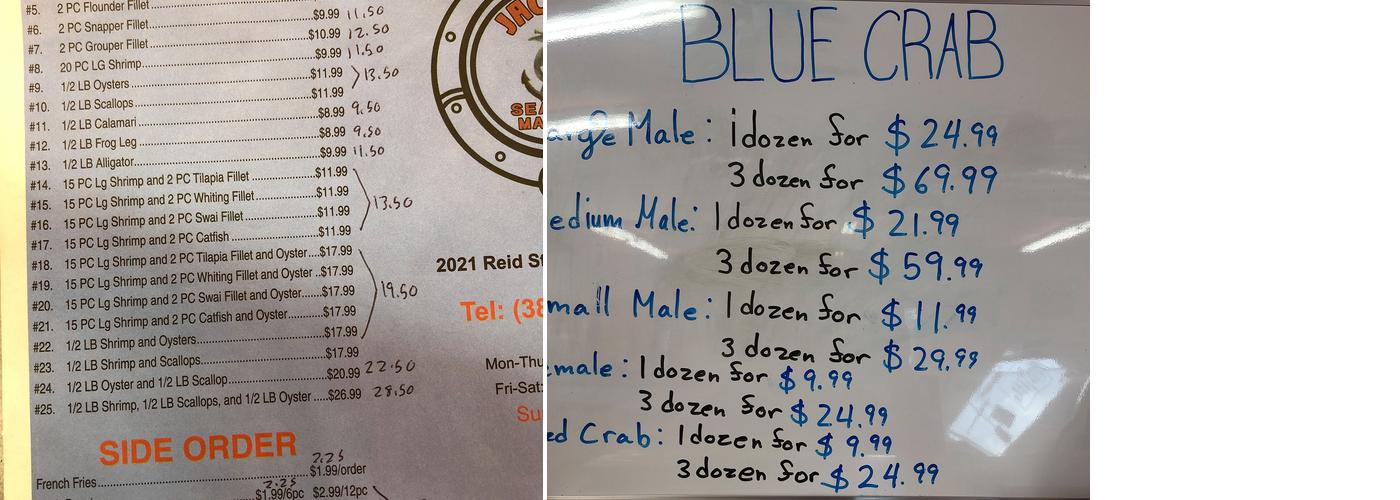 #5. 2 PC Flounder Fillet
#6. 2 PC Snapper Fillet.......$9.99 11.50
#7. 2 PC Grouper Fillet.......$10.99 12.50
#8. 20 PC LG Shrimp.......$9.99 11.50
#9. 1/2 LB Oysters.......$11.99
13.50
#10. 1/2 LB Scallops.......$11.99
#11. 1/2 LB Calamari.......$8.99 9.50
#12. 1/2 LB Frog Leg.......$8.99 9.50
#13. 1/2 LB Alligator.......$9.99 11.50
#14. 15 PC Lg Shrimp and 2 PC Tilapia Fillet.......$11.99
#15. 15 PC Lg Shrimp and 2 PC Whiting Fillet.......$11.99
13.50
#16. 15 PC Lg Shrimp and 2 PC Swai Fillet.......$11.99
#17. 15 PC Lg Shrimp and 2 PC Catfish.......$11.99
#18. 15 PC Lg Shrimp and 2 PC Tilapia Fillet and Oyster....$17.99
#19. 15 PC Lg Shrimp and 2 PC Whiting Fillet and Oyster ..$17.99
#20. 15 PC Lg Shrimp and 2 PC Swai Fillet and Oyster......$17.99
19.50
#21. 15 PC Lg Shrimp and 2 PC Catfish and Oyster.......$17.99
#22. 1/2 LB Shrimp and Oysters.......$17.99
#23. 1/2 LB Shrimp and Scallops.......$17.99
#24. 1/2 LB Oyster and 1/2 LB Scallop.......$20.99 22.50
#25. 1/2 LB Shrimp, 1/2 LB Scallops, and 1/2 LB Oyster .....$26.99 28.50
SIDE ORDER
2.25
French Fries.......$1.99/order
2.25
$1.99/6pc $2.99/12pc
2021 Reid St
Tel: (38
Mon-Thu
Fri-Sat:
Su
BLUE CRAB
arge Male: 1 dozen for $24.99
3 dozen for $69.99
edium Male: 1 dozen for $21.99
3 dozen for $59.99
mall Male: 1 dozen for $11.99
3 dozen for $29.99
male: 1 dozen for $9.99
3 dozen for $24.99
ed Crab: 1 dozen for $9.99
3 dozen for $24.99